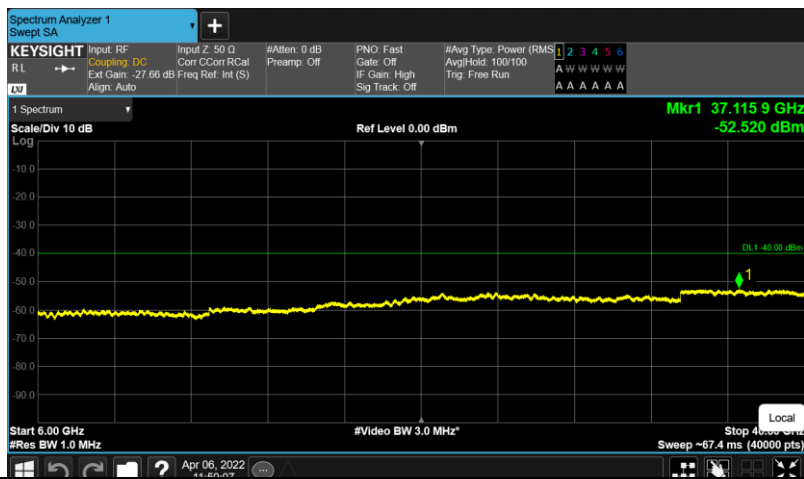 Spectrum Analyzer 1
Swept SA
+
KEYSIGHT
RL
LXI
Input: RF
Coupling: DC
Ext Gain: -27.66 dB
Align: Auto
Input Z: 50 Ω
Corr CCorr RCal
Freq Ref: Int (S)
#Atten: 0 dB
Preamp: Off
PNO: Fast
Gate: Off
IF Gain: High
Sig Track: Off
#Avg Type: Power (RMS
Avg|Hold: 100/100
Trig: Free Run
1 2 3 4 5 6
A W W W W W
A A A A A A
1 Spectrum
Mkr1 37.115 9 GHz
-52.520 dBm
Scale/Div 10 dB
Ref Level 0.00 dBm
Log
-10.0
-20.0
-30.0
-40.0
DL1 -40.00 dBm
-50.0
1
-60.0
-70.0
-80.0
-90.0
Local
Start 6.00 GHz
#Video BW 3.0 MHz*
Stop
#Res BW 1.0 MHz
Sweep ~67.4 ms (40000 pts)
?
Apr 06, 2022